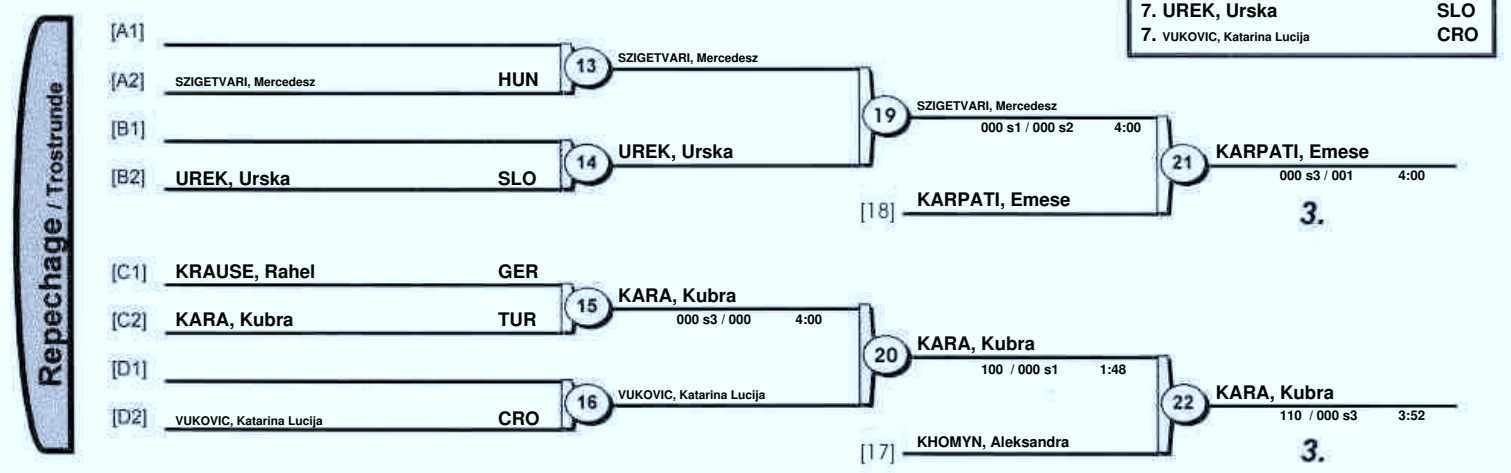 7. UREK, Urska SLO
7. VUKOVIC, Katarina Lucija CRO
Repechage / Trostrunde
[A1]
[A2] SZIGETVARI, Mercedesz HUN
13 SZIGETVARI, Mercedesz
[B1]
[B2] UREK, Urska SLO
14 UREK, Urska
19 SZIGETVARI, Mercedesz
000 s1 / 000 s2 4:00
[18] KARPATI, Emese
21 KARPATI, Emese
000 s3 / 001 4:00
3.
[C1] KRAUSE, Rahel GER
[C2] KARA, Kubra TUR
15 KARA, Kubra
000 s3 / 000 4:00
[D1]
[D2] VUKOVIC, Katarina Lucija CRO
16 VUKOVIC, Katarina Lucija
20 KARA, Kubra
100 / 000 s1 1:48
[17] KHOMYN, Aleksandra
22 KARA, Kubra
110 / 000 s3 3:52
3.